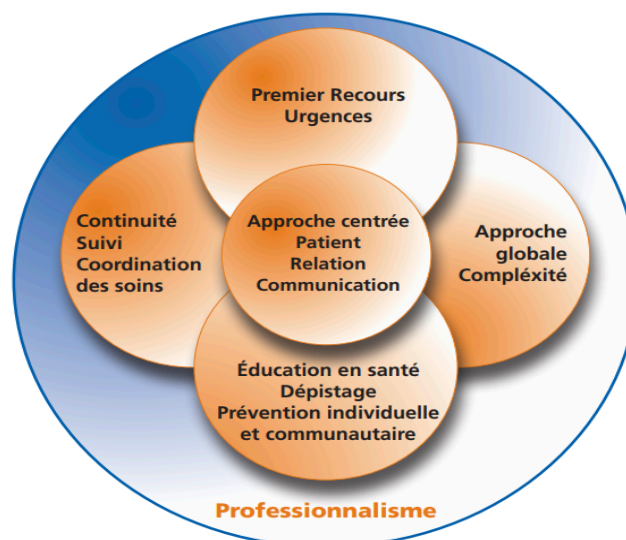 Premier Recours
Urgences
Continuité
Suivi
Coordination
des soins
Approche centrée
Patient
Relation
Communication
Approche
globale
Compléxité
Éducation en santé
Dépistage
Prévention individuelle
et communautaire
Professionnalisme